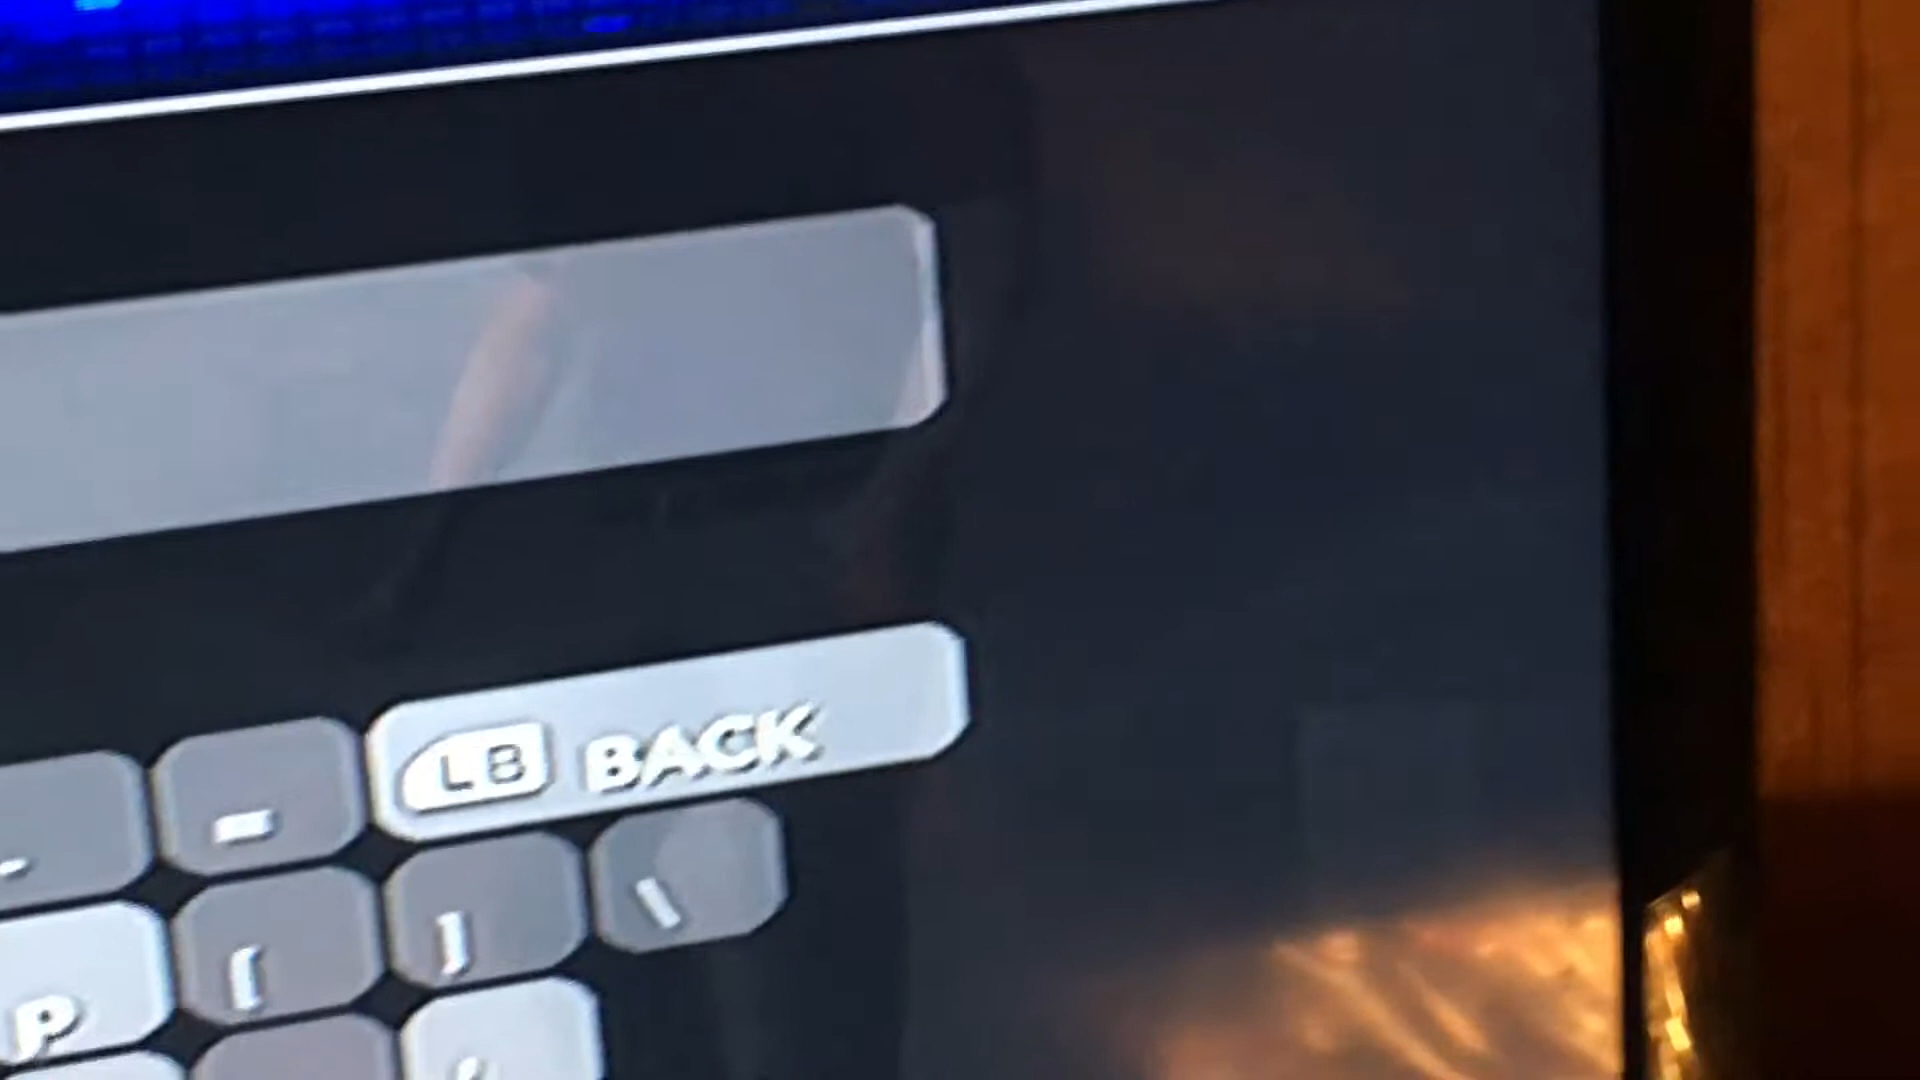 - = LB BACK
P [ ] \